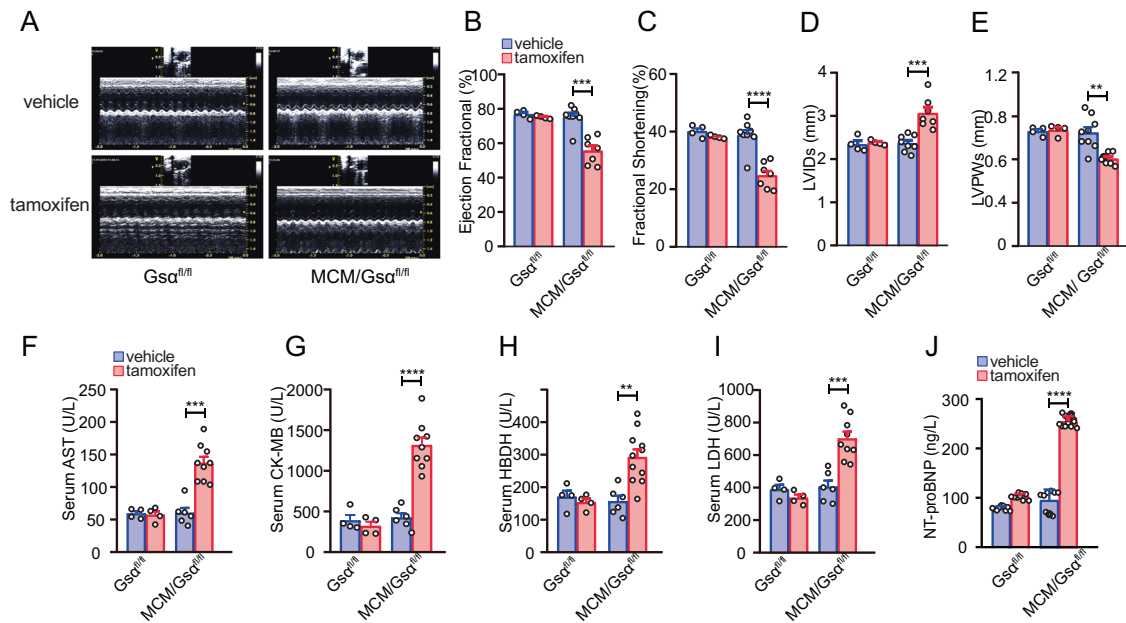 A
vehicle
tamoxifen
Gsα^fl/fl
MCM/Gsα^fl/fl
B
vehicle
tamoxifen
Ejection Fractional (%)
100
80
60
40
20
0
***
Gsα^fl/fl
MCM/Gsα^fl/fl
C
Fractional Shortening(%)
60
40
20
0
****
Gsα^fl/fl
MCM/Gsα^fl/fl
D
LVIDs (mm)
4
3
2
1
0
***
Gsα^fl/fl
MCM/Gsα^fl/fl
E
LVPWs (mm)
1.2
0.9
0.6
0.3
0
**
Gsα^fl/fl
MCM/ Gsα^fl/fl
F
vehicle
tamoxifen
Serum AST (U/L)
250
200
150
100
50
0
***
Gsα^fl/fl
MCM/Gsα^fl/fl
G
Serum CK-MB (U/L)
2000
1500
1000
500
0
****
Gsα^fl/fl
MCM/Gsα^fl/fl
H
Serum HBDH (U/L)
500
400
300
200
100
0
**
Gsα^fl/fl
MCM/Gsα^fl/fl
I
Serum LDH (U/L)
1000
800
600
400
200
0
***
Gsα^fl/fl
MCM/Gsα^fl/fl
J
vehicle
tamoxifen
NT-proBNP (ng/L)
300
200
100
0
****
Gsα^fl/fl
MCM/Gsα^fl/fl